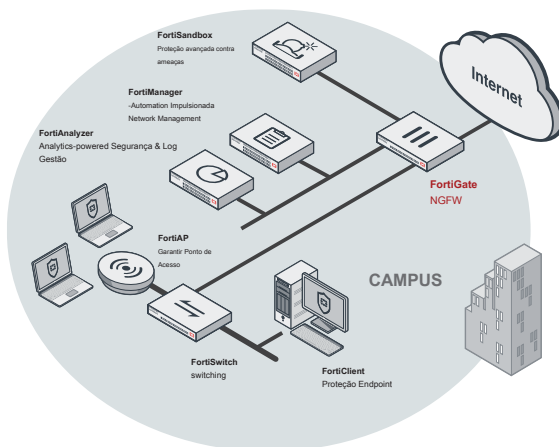 FortiSandbox
Proteção avançada contra
ameaças
FortiManager
-Automation Impulsionada
Network Management
FortiAnalyzer
Analytics-powered Segurança & Log
Gestão
Internet
FortiGate
NGFW
FortiAP
Garantir Ponto de
Acesso
CAMPUS
FortiSwitch
switching
FortiClient
Proteção Endpoint